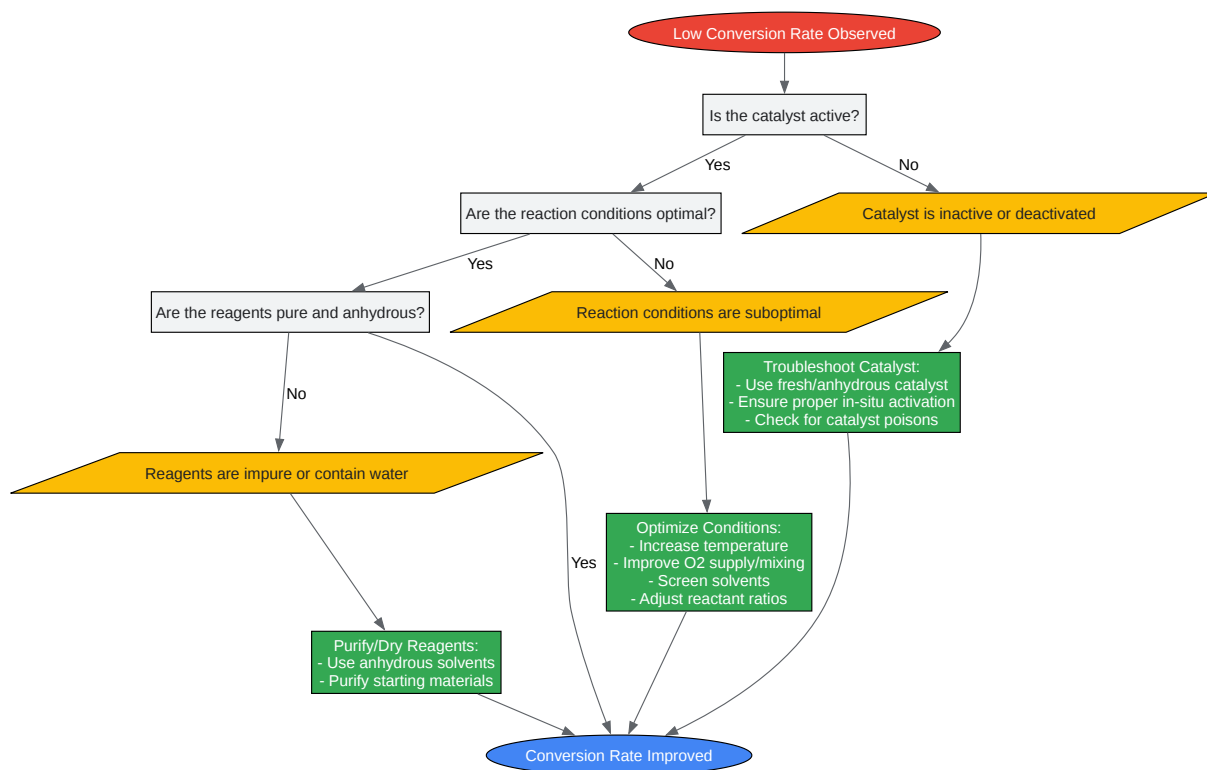 Low Conversion Rate Observed
Is the catalyst active?
Yes
No
Are the reaction conditions optimal?
Catalyst is inactive or deactivated
Yes
No
Are the reagents pure and anhydrous?
Reaction conditions are suboptimal
Troubleshoot Catalyst:
- Use fresh/anhydrous catalyst
- Ensure proper in-situ activation
- Check for catalyst poisons
No
Reagents are impure or contain water
Optimize Conditions:
- Increase temperature
- Improve O2 supply/mixing
- Screen solvents
- Adjust reactant ratios
Yes
Purify/Dry Reagents:
- Use anhydrous solvents
- Purify starting materials
Conversion Rate Improved